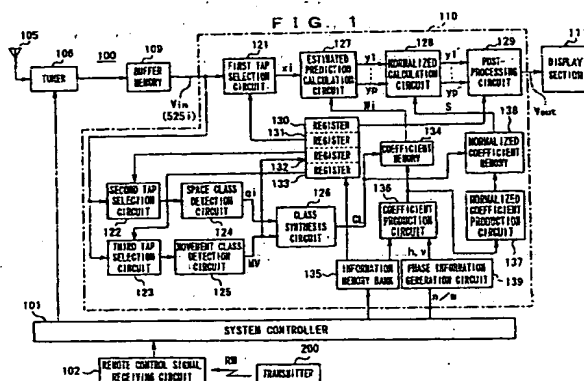 FIG. 1
110
105
106
100
109
121
127
128
129
11
TUNER
BUFFER MEMORY
FIRST TAP SELECTION CIRCUIT
xi
ESTIMATED PREDICTION CALCULATION CIRCUIT
y1
yp
NORMALIZED CALCULATION CIRCUIT
y1'
yp'
POST-PROCESSING CIRCUIT
DISPLAY SECTION
Vin
(525i)
Wi
S
Vout
130
131
132
133
REGISTER
REGISTER
REGISTER
REGISTER
134
COEFFICIENT MEMORY
138
NORMALIZED COEFFICIENT MEMORY
SECOND TAP SELECTION CIRCUIT
122
SPACE CLASS DETECTION CIRCUIT
124
qi
126
CLASS SYNTHESIS CIRCUIT
CL
136
COEFFICIENT PRODUCTION CIRCUIT
NORMALIZED COEFFICIENT PRODUCTION CIRCUIT
137
THIRD TAP SELECTION CIRCUIT
123
MOVEMENT CLASS DETECTION CIRCUIT
125
MV
135
INFORMATION MEMORY BANK
h, v
PHASE INFORMATION GENERATION CIRCUIT
139
n/m
101
SYSTEM CONTROLLER
102
REMOTE CONTROL SIGNAL RECEIVING CIRCUIT
RM
200
TRANSMITTER